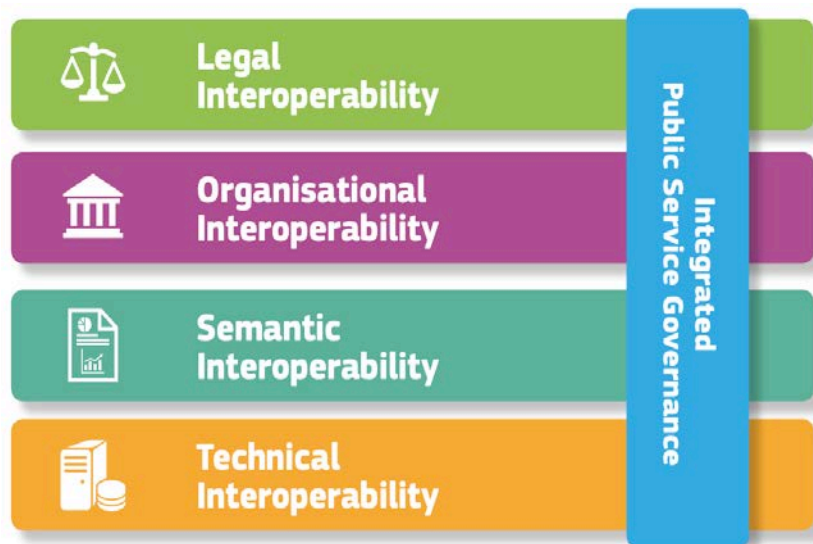 Legal
Interoperability
Organisational
Interoperability
Semantic
Interoperability
Technical
Interoperability
Integrated
Public Service Governance